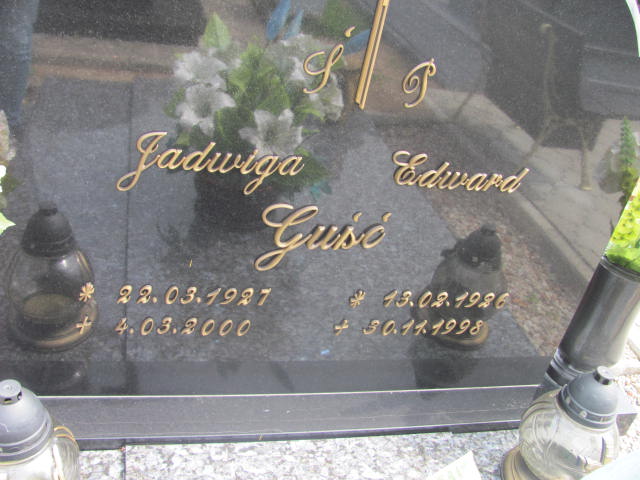 Ś P
Jadwiga Edward
Guść
* 22.03.1927 * 13.02.1926
+ 4.03.2000 + 30.11.1998